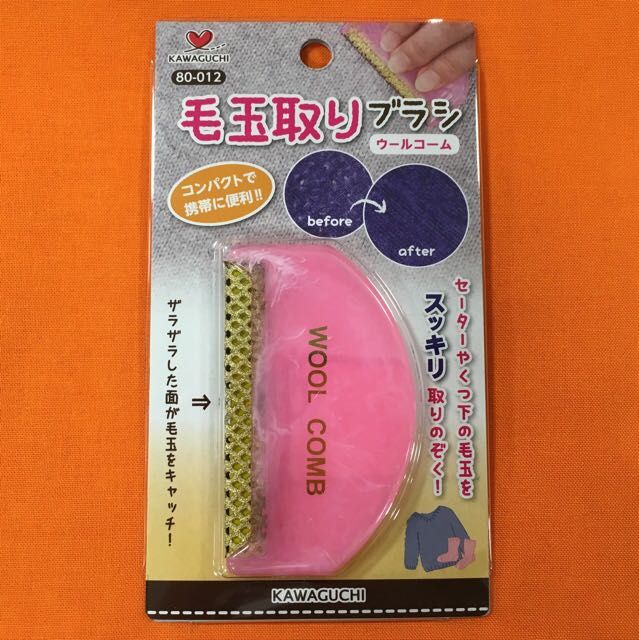 KAWAGUCHI
80-012
毛玉取りブラシ
ウールコーム
コンパクトで
携帯に便利!!
before
after
セーターやくつ下の毛玉を
スッキリ
取りのぞく!
ザラザラした面が毛玉をキャッチ!
⇒
WOOL COMB
KAWAGUCHI